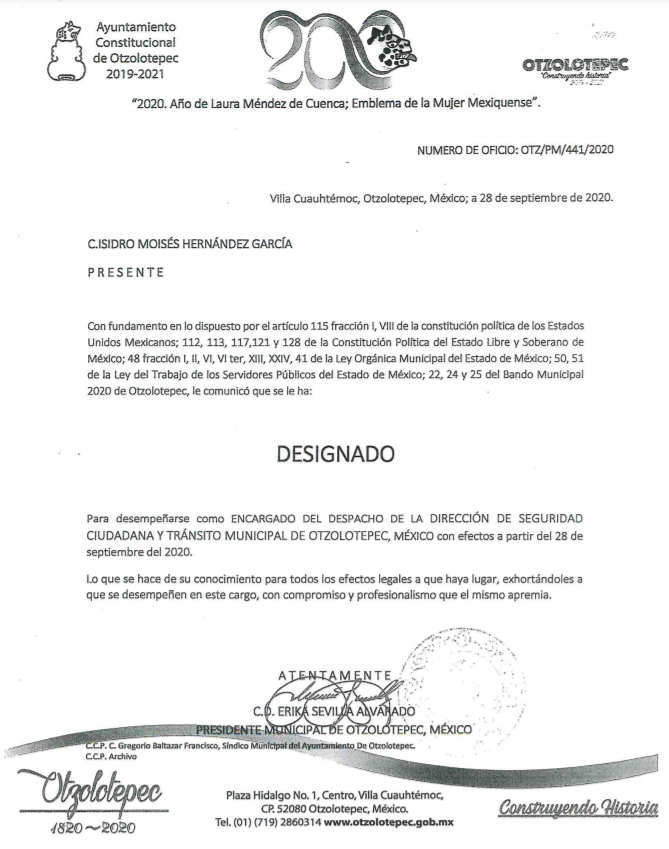 Ayuntamiento
Constitucional
de Otzolotepec
2019-2021
200
OTZOLOTEPEC
"Construyendo historia"
"2020. Año de Laura Méndez de Cuenca; Emblema de la Mujer Mexiquense".
NUMERO DE OFICIO: OTZ/PM/441/2020
Villa Cuauhtémoc, Otzolotepec, México; a 28 de septiembre de 2020.
C.ISIDRO MOISÉS HERNÁNDEZ GARCÍA
P R E S E N T E
Con fundamento en lo dispuesto por el artículo 115 fracción I, VIII de la constitución política de los Estados
Unidos Mexicanos; 112, 113, 117,121 y 128 de la Constitución Política del Estado Libre y Soberano de
México; 48 fracción I, II, VI, VI ter, XIII, XXIV, 41 de la Ley Orgánica Municipal del Estado de México; 50, 51
de la Ley del Trabajo de los Servidores Públicos del Estado de México; 22, 24 y 25 del Bando Municipal
2020 de Otzolotepec, le comunicó que se le ha:
DESIGNADO
Para desempeñarse como ENCARGADO DEL DESPACHO DE LA DIRECCIÓN DE SEGURIDAD
CIUDADANA Y TRÁNSITO MUNICIPAL DE OTZOLOTEPEC, MÉXICO con efectos a partir del 28 de
septiembre del 2020.
Lo que se hace de su conocimiento para todos los efectos legales a que haya lugar, exhortándoles a
que se desempeñen en este cargo, con compromiso y profesionalismo que el mismo apremia.
A T E N T A M E N T E
C.D. ERIKA SEVILLA ALVARADO
PRESIDENTE MUNICIPAL DE OTZOLOTEPEC, MÉXICO
C.C.P. C. Gregorio Baltazar Francisco, Síndico Municipal del Ayuntamiento De Otzolotepec.
C.C.P. Archivo
Otzolotepec
1820~2020
Plaza Hidalgo No. 1, Centro, Villa Cuauhtémoc,
CP. 52080 Otzolotepec, México.
Tel. (01) (719) 2860314 www.otzolotepec.gob.mx
Construyendo Historia